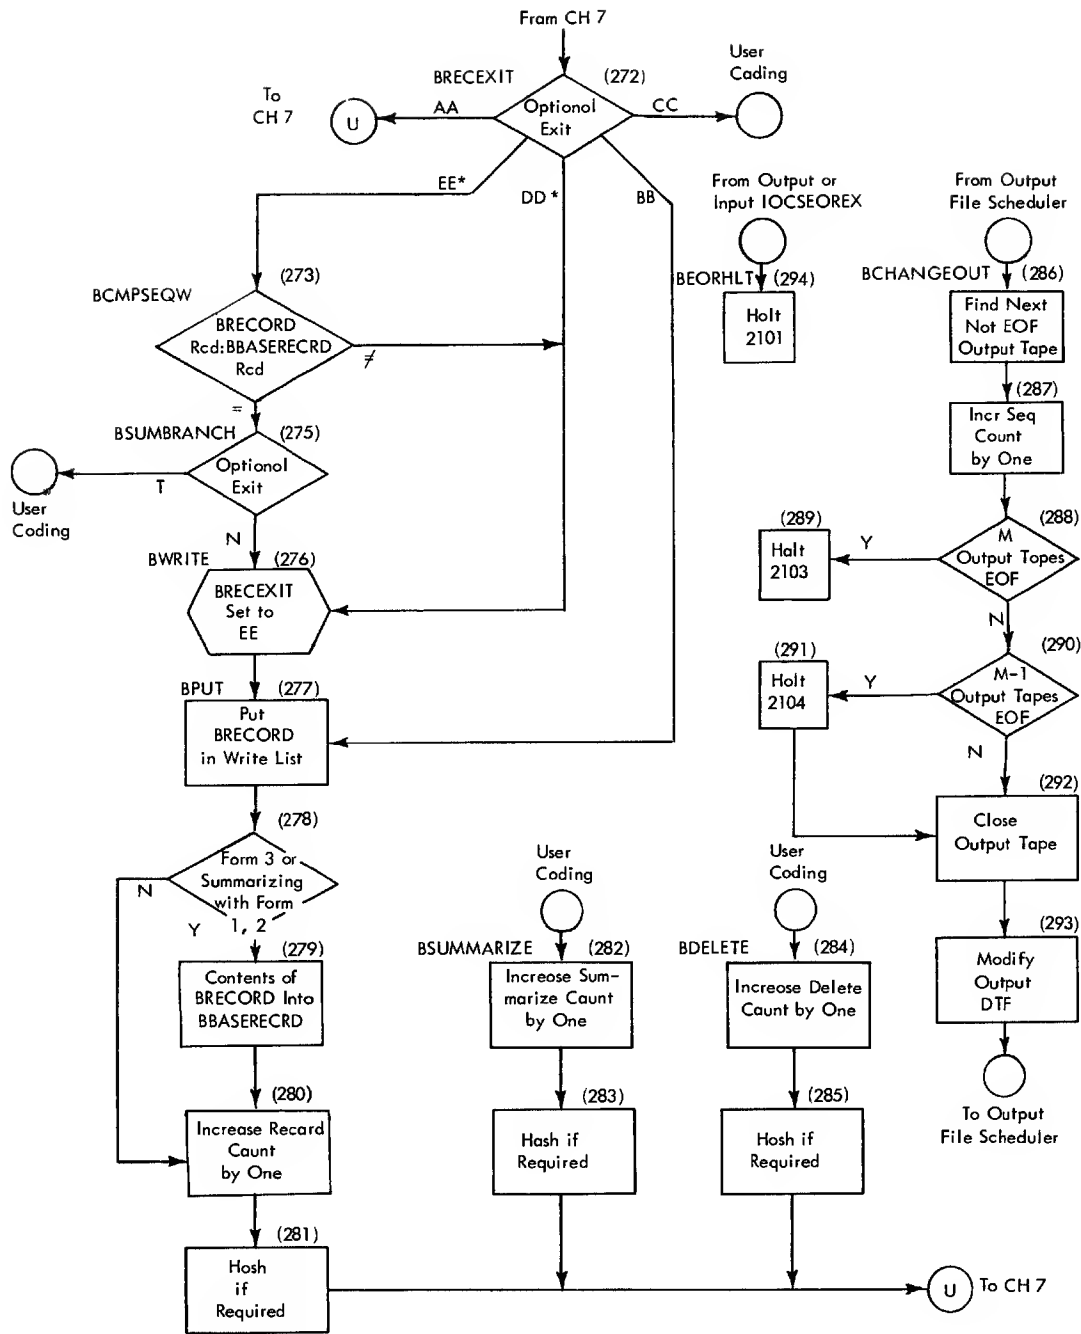 Fram CH 7
BRECEXIT
(272)
User
Cading
To
CH 7
U
AA
Optional
Exit
CC
EE*
DD *
BB
From Output or
Input IOCSEOREX
From Output
File Scheduler
BCMPSEQW
(273)
BRECORD
Rcd:BBASERECRD
Rcd
≠
=
BEORHLT
(294)
Holt
2101
BCHANGEOUT
(286)
Find Next
Not EOF
Output Tape
(287)
Incr Seq
Count
by One
BSUMBRANCH
(275)
Optional
Exit
T
User
Coding
N
(288)
M
Output Topes
EOF
Y
(289)
Halt
2103
N
BWRITE
(276)
BRECEXIT
Set to
EE
(290)
M-1
Output Tapes
EOF
Y
(291)
Holt
2104
N
BPUT
(277)
Put
BRECORD
in Write List
(292)
Close
Output Tape
(278)
Form 3 or
Summarizing
with Form
1, 2
N
Y
User
Coding
User
Coding
(293)
Modify
Output
DTF
(279)
Contents of
BRECORD Into
BBASERECRD
BSUMMARIZE
(282)
Increose Sum-
marize Count
by One
BDELETE
(284)
Increose Delete
Count by One
To Output
File Scheduler
(280)
Increase Recard
Caunt
by One
(283)
Hash if
Required
(285)
Hosh if
Required
(281)
Hosh
if
Required
U
To CH 7